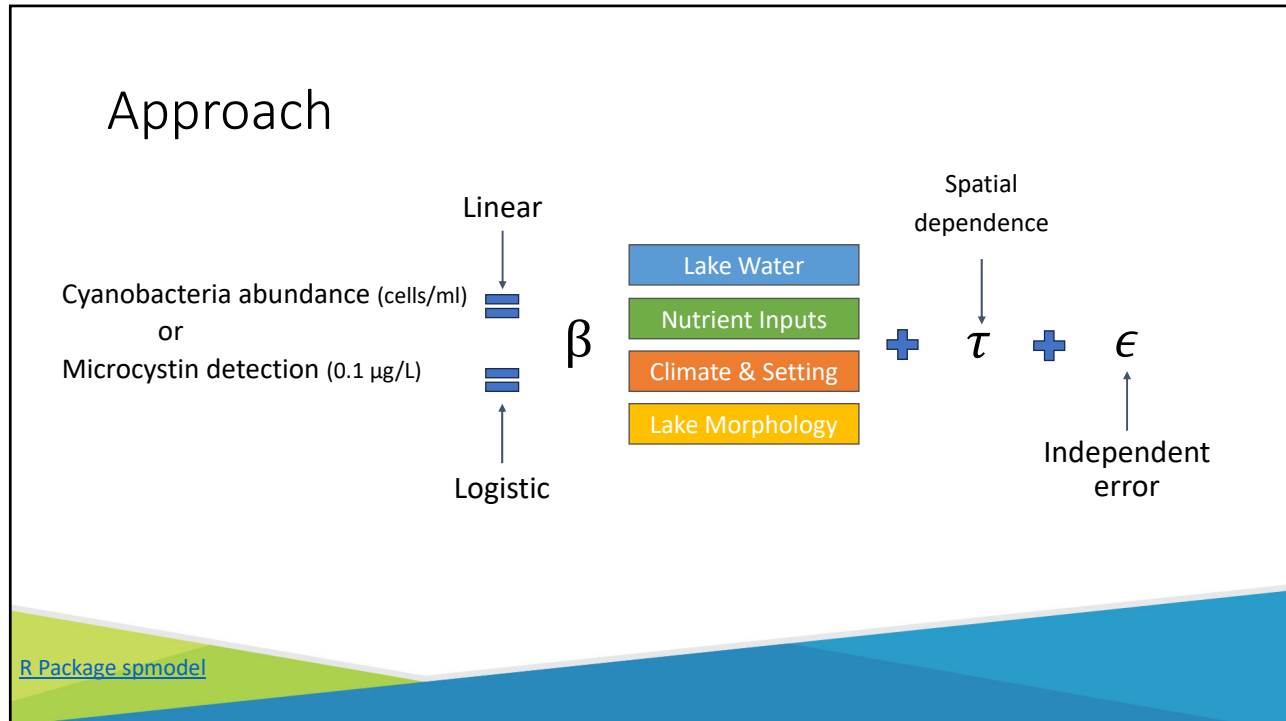 Approach
Linear
Cyanobacteria abundance (cells/ml)
or
Microcystin detection (0.1 µg/L)
Logistic
β
Lake Water
Nutrient Inputs
Climate & Setting
Lake Morphology
Spatial
dependence
τ
ϵ
Independent
error
R Package spmodel